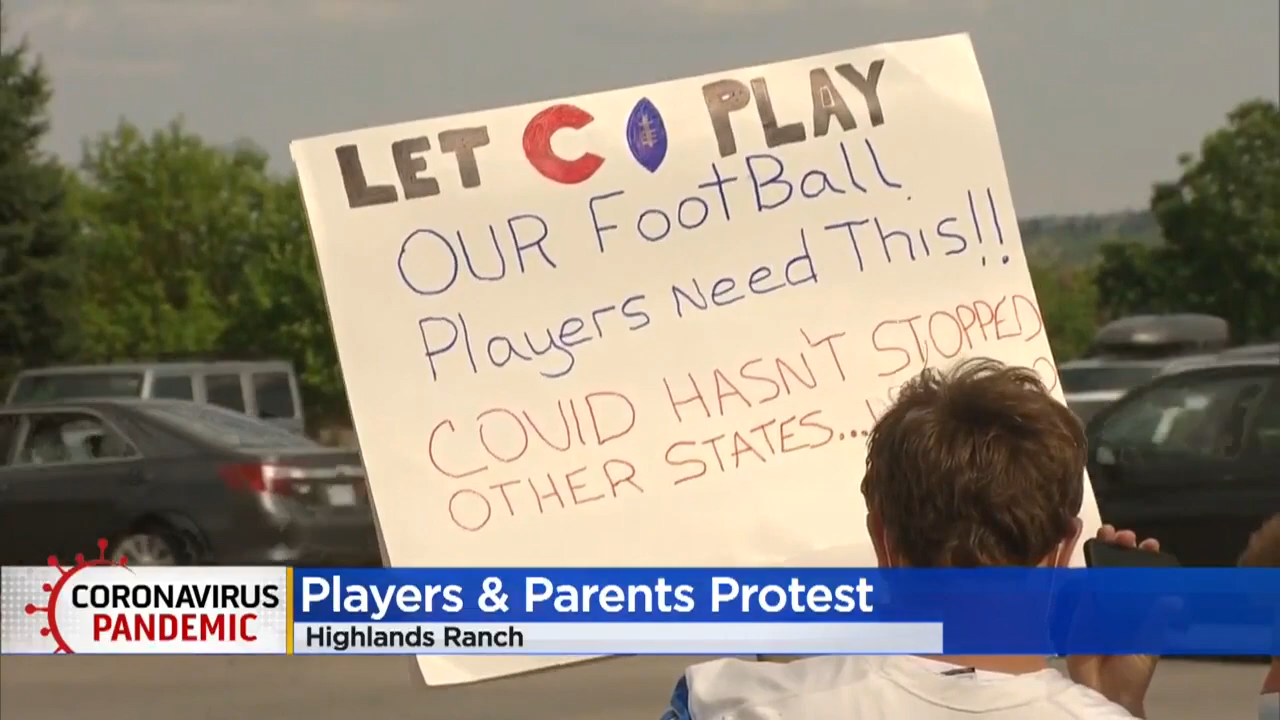 LET C PLAY
OUR FootBall
Players Need This!!
COVID HASN'T STOPPED
OTHER STATES...
CORONAVIRUS
PANDEMIC
Players & Parents Protest
Highlands Ranch